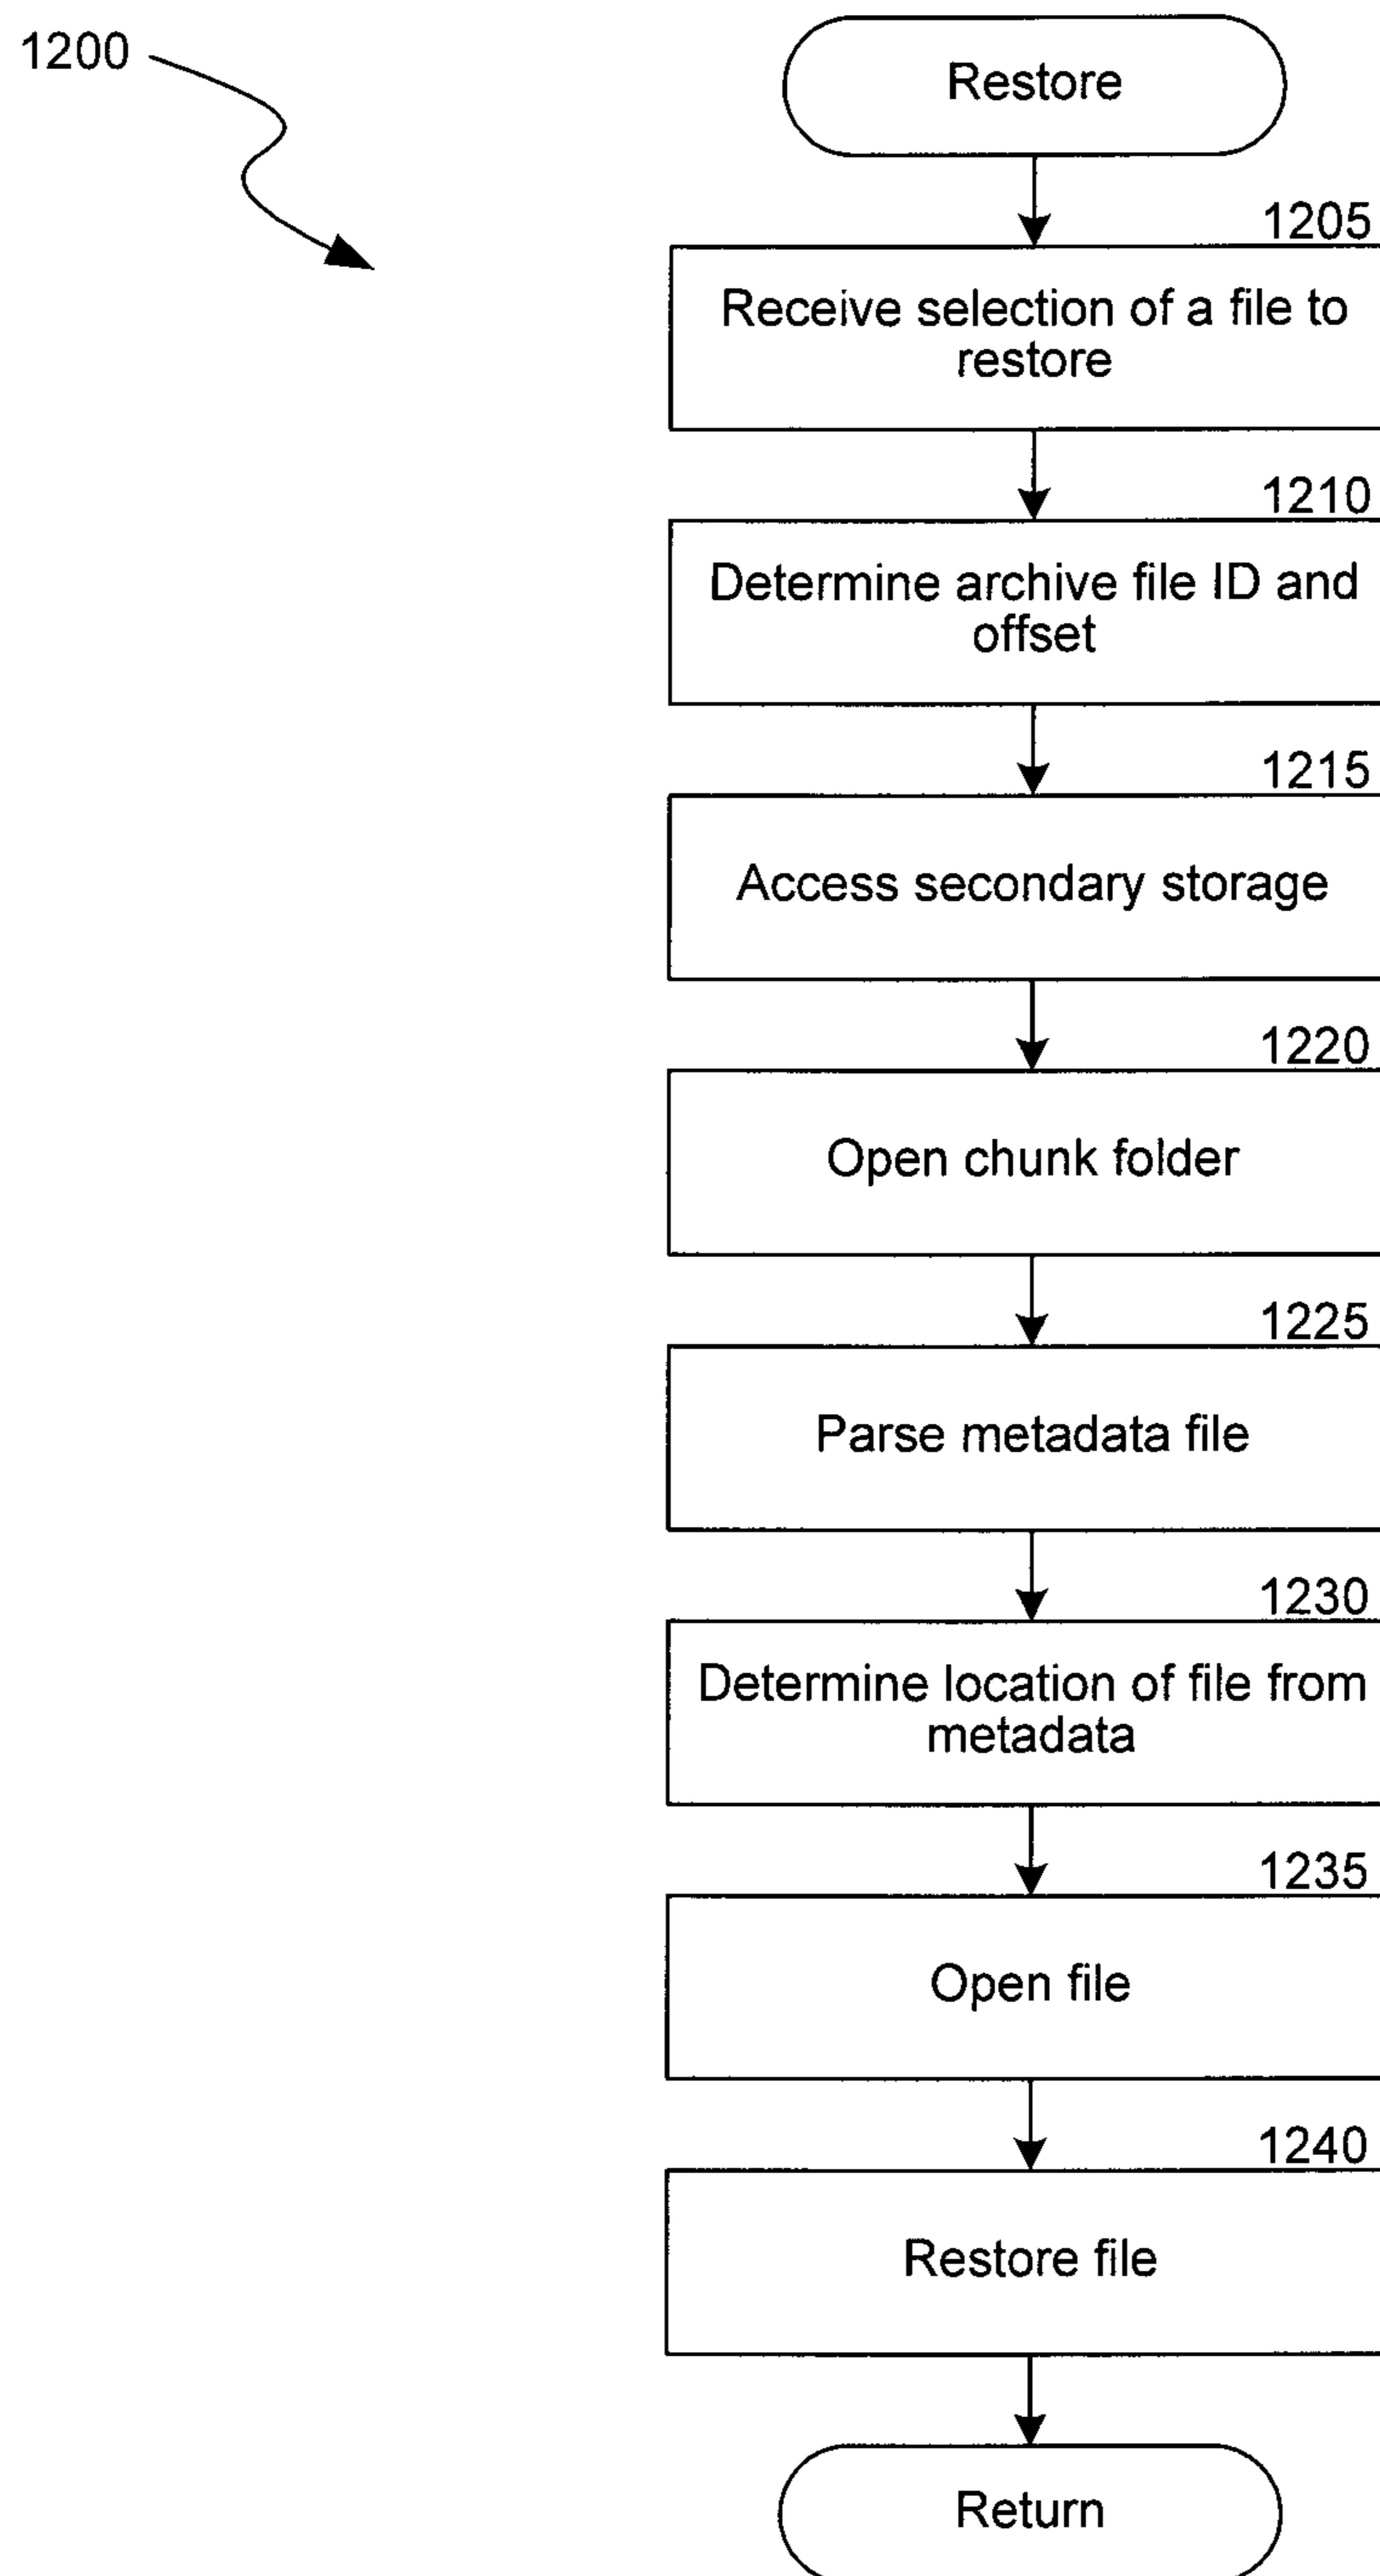 1200
Restore
1205
Receive selection of a file to
restore
1210
Determine archive file ID and
offset
1215
Access secondary storage
1220
Open chunk folder
1225
Parse metadata file
1230
Determine location of file from
metadata
1235
Open file
1240
Restore file
Return